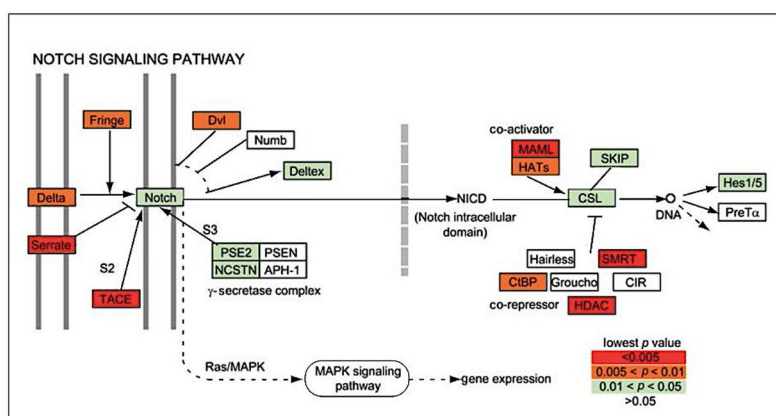 NOTCH SIGNALING PATHWAY
Fringe
Dvl
Numb
Deltex
Delta
Notch
Serrate
S2
TACE
S3
PSE2 PSEN
NCSTN APH-1
γ-secretase complex
NICD
(Notch intracellular
domain)
co-activator
MAML
HATs
SKIP
CSL
DNA
Hes1/5
PreTα
Hairless SMRT
CtBP Groucho CIR
co-repressor HDAC
Ras/MAPK
MAPK signaling
pathway
gene expression
lowest p value
<0.005
0.005 < p < 0.01
0.01 < p < 0.05
>0.05